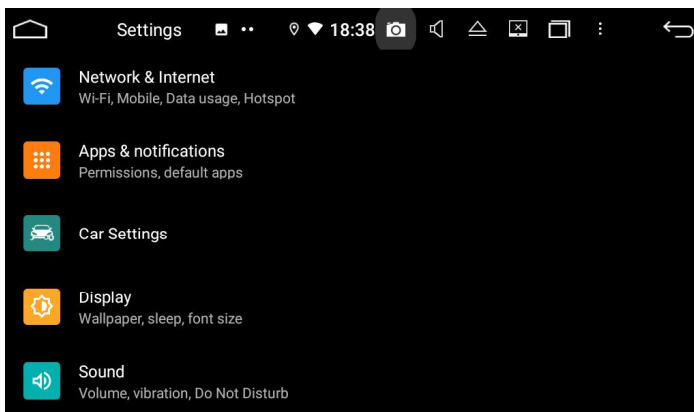 Settings
18:38
Network & Internet
Wi-Fi, Mobile, Data usage, Hotspot
Apps & notifications
Permissions, default apps
Car Settings
Display
Wallpaper, sleep, font size
Sound
Volume, vibration, Do Not Disturb